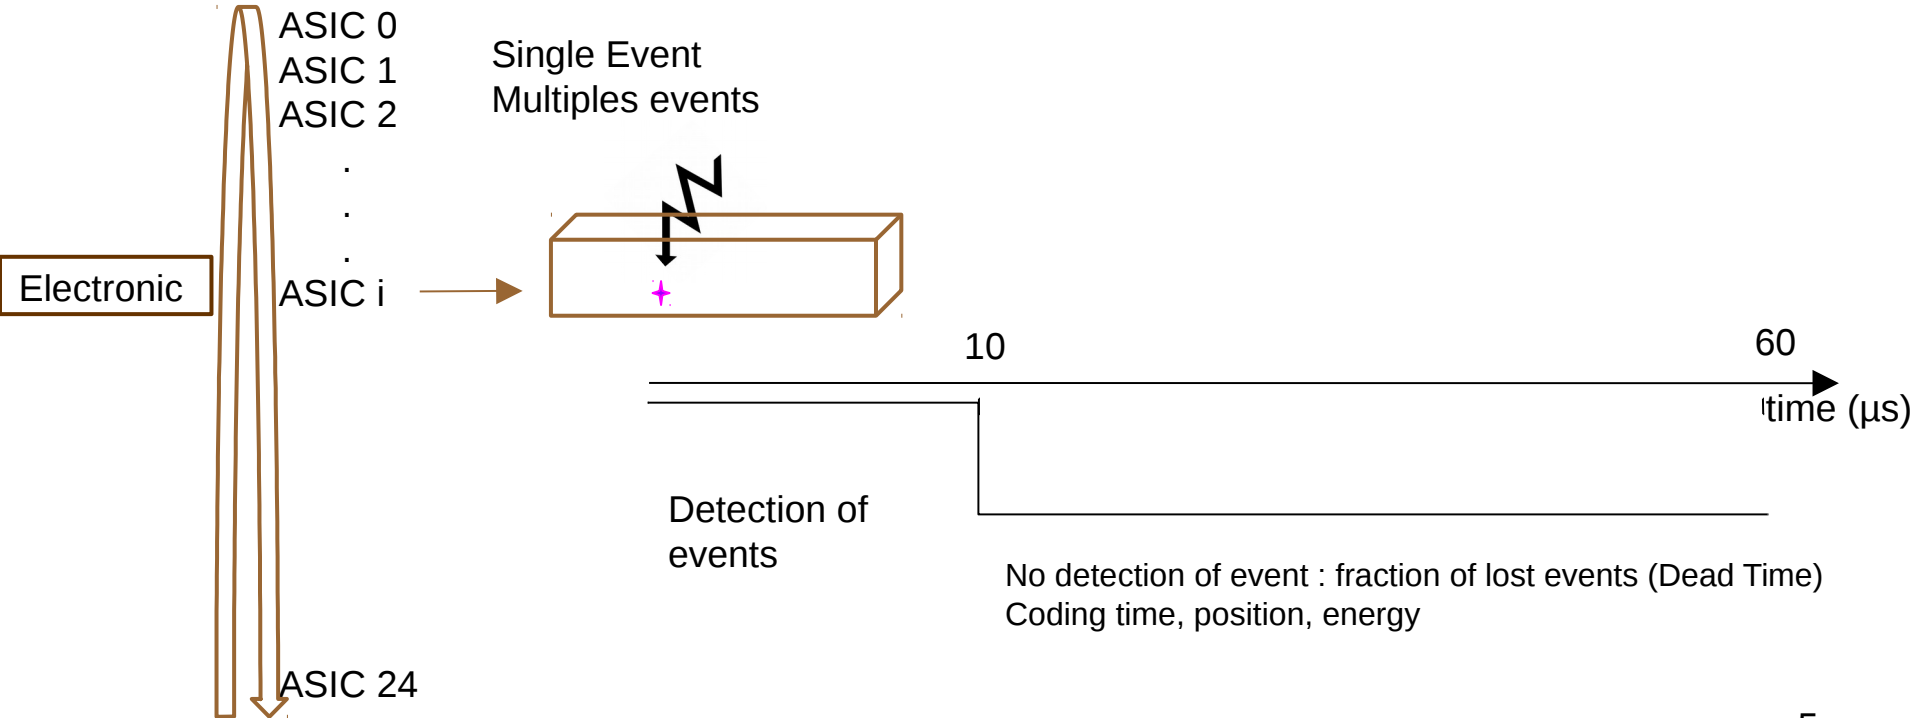 ASIC 0
ASIC 1
ASIC 2
.
.
.
ASIC i
ASIC 24
Electronic
Single Event
Multiples events
10
60
time (µs)
Detection of
events
No detection of event : fraction of lost events (Dead Time)
Coding time, position, energy